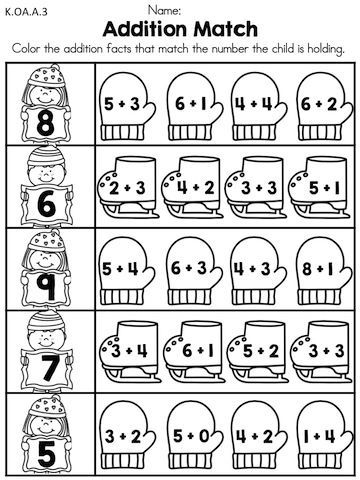 K.OA.A.3
Name:
Addition Match
Color the addition facts that match the number the child is holding.
8
5 + 3 6 + 1 4 + 4 6 + 2
6
2 + 3 4 + 2 3 + 3 5 + 1
9
5 + 4 6 + 3 4 + 3 8 + 1
7
3 + 4 6 + 1 5 + 2 3 + 3
5
3 + 2 5 + 0 4 + 2 1 + 4